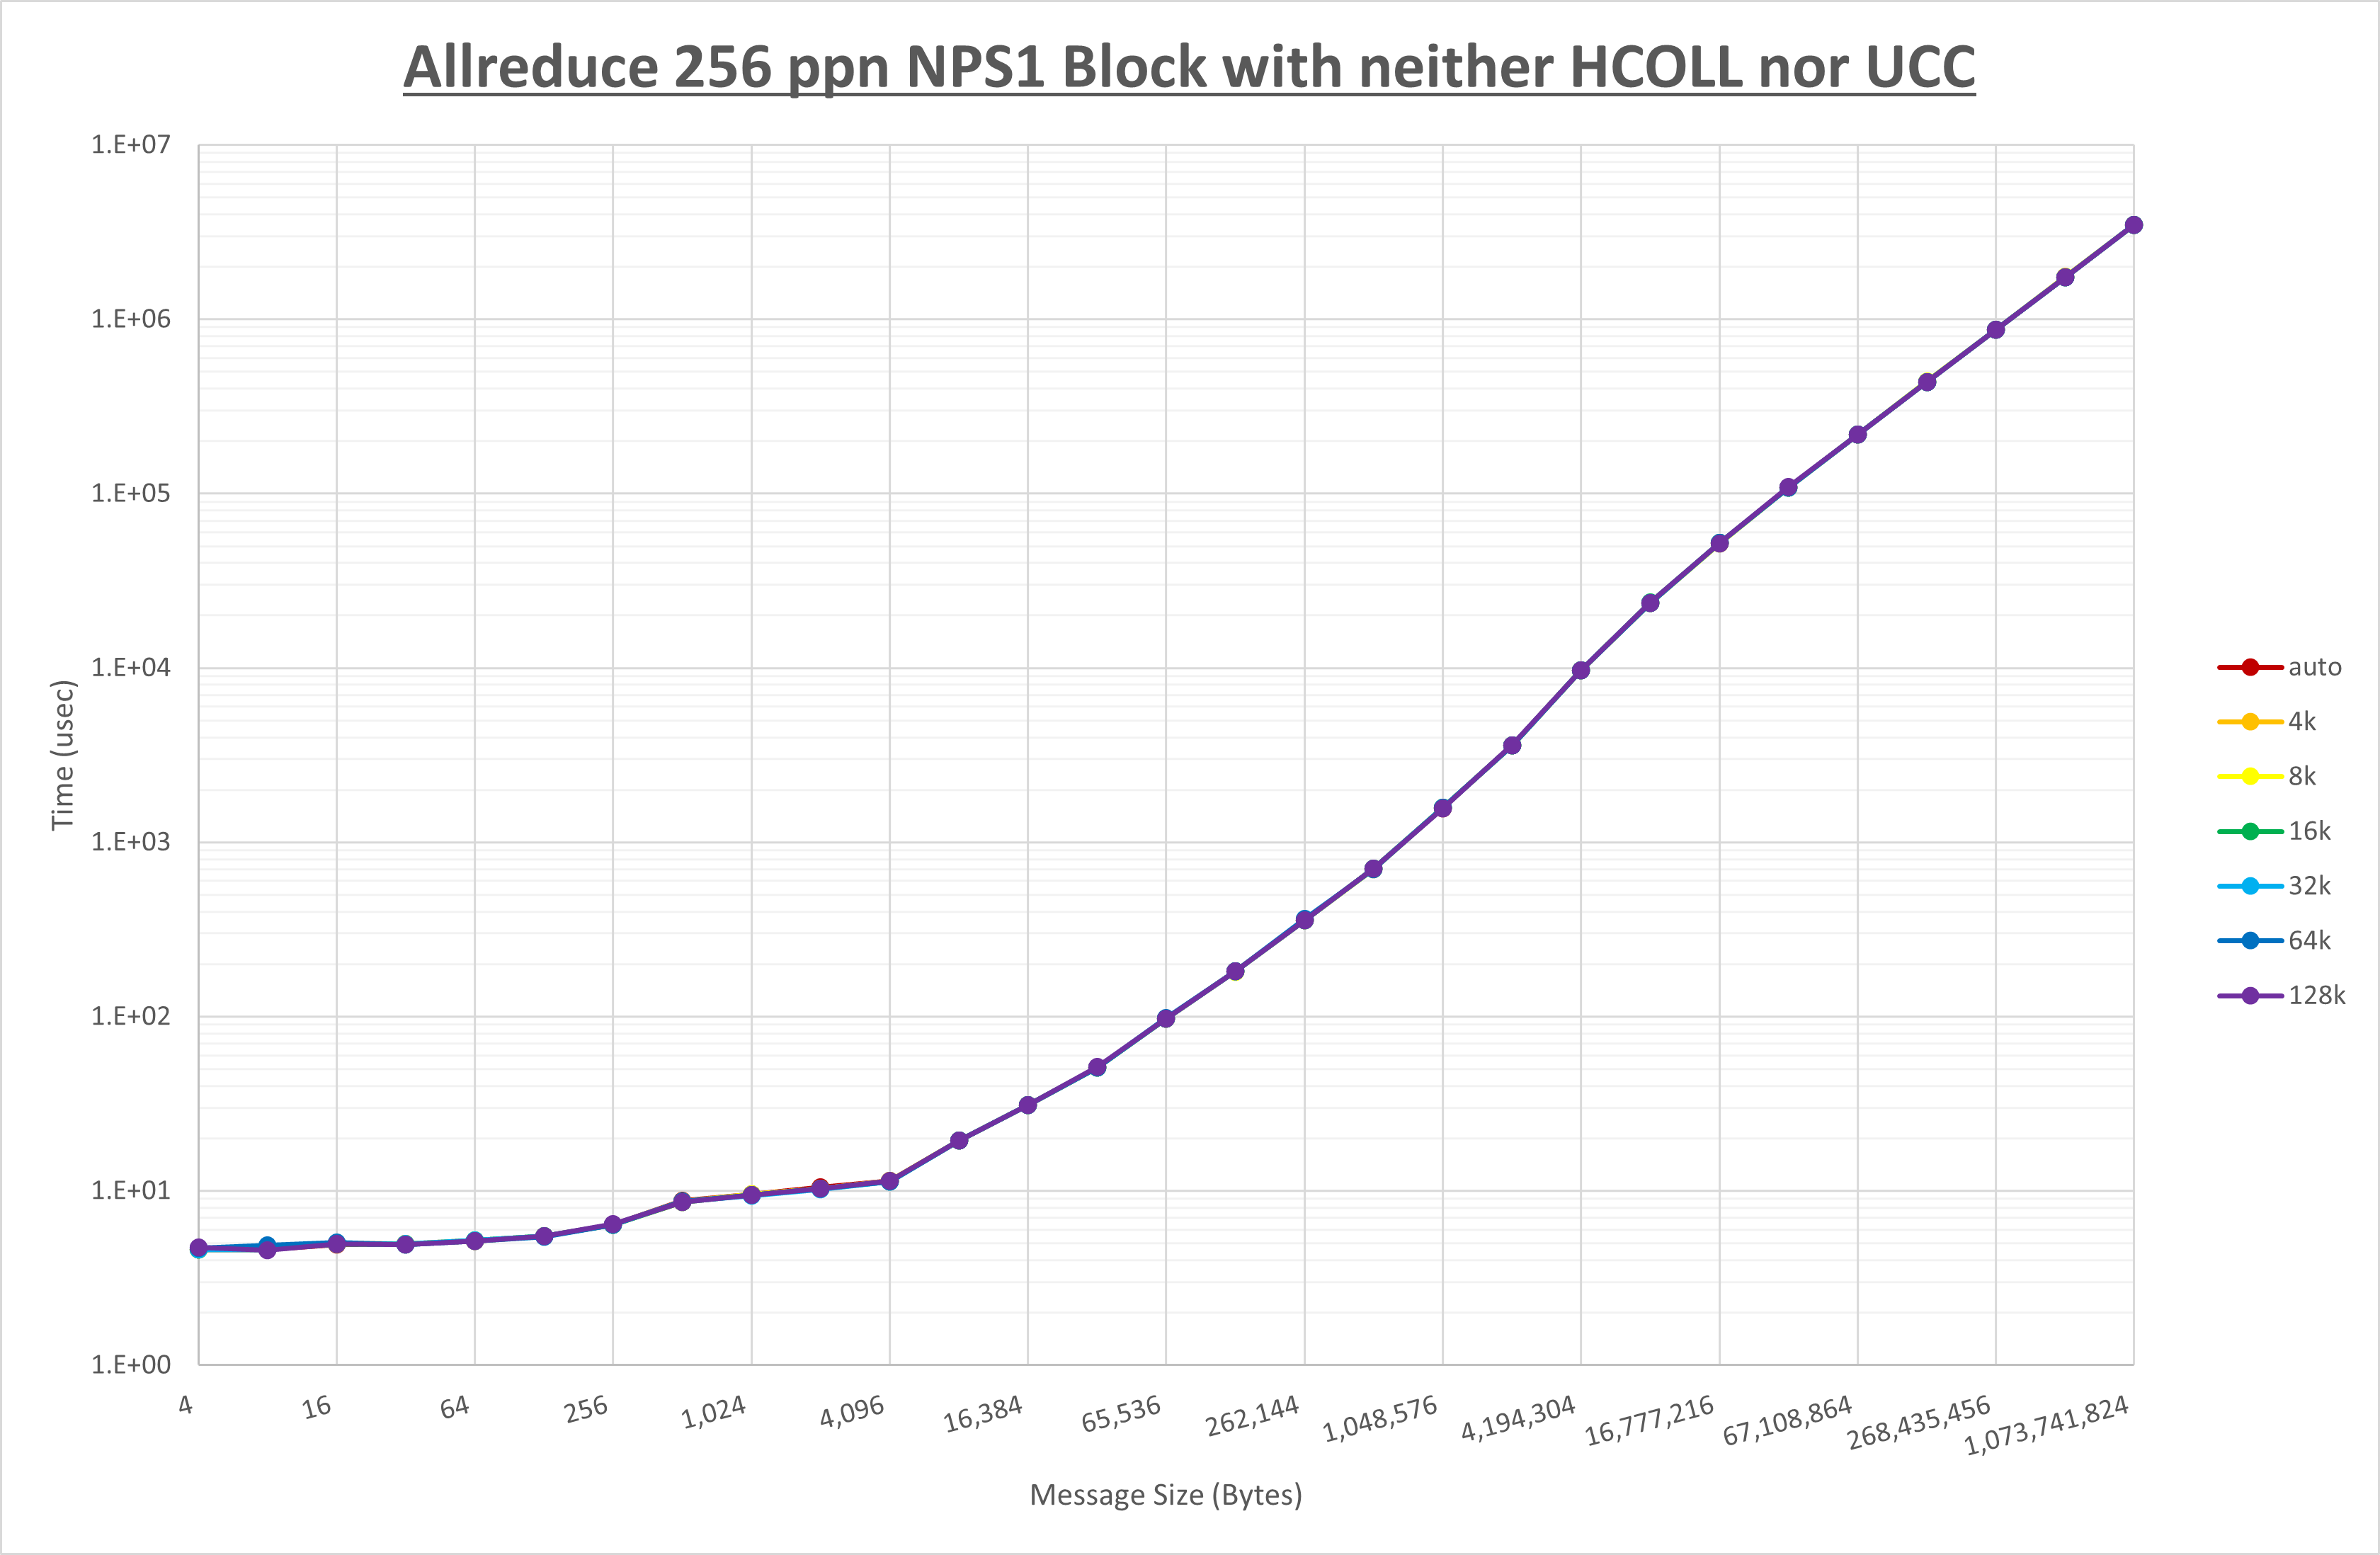 Allreduce 256 ppn NPS1 Block with neither HCOLL nor UCC
1.E+07
1.E+06
1.E+05
1.E+04
1.E+03
1.E+02
1.E+01
1.E+00
Time (usec)
4
16
64
256
1,024
4,096
16,384
65,536
262,144
1,048,576
4,194,304
16,777,216
67,108,864
268,435,456
1,073,741,824
Message Size (Bytes)
auto
4k
8k
16k
32k
64k
128k